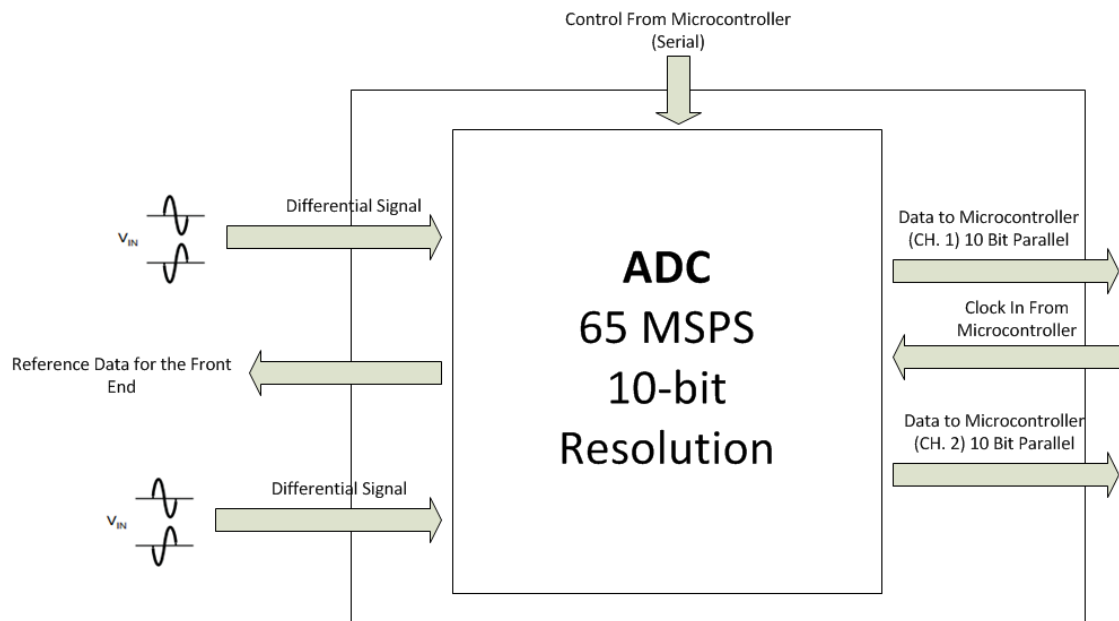 Control From Microcontroller
(Serial)
Differential Signal
V_IN
Data to Microcontroller
(CH. 1) 10 Bit Parallel
ADC
65 MSPS
10-bit
Resolution
Clock In From
Microcontroller
Reference Data for the Front
End
Data to Microcontroller
(CH. 2) 10 Bit Parallel
Differential Signal
V_IN